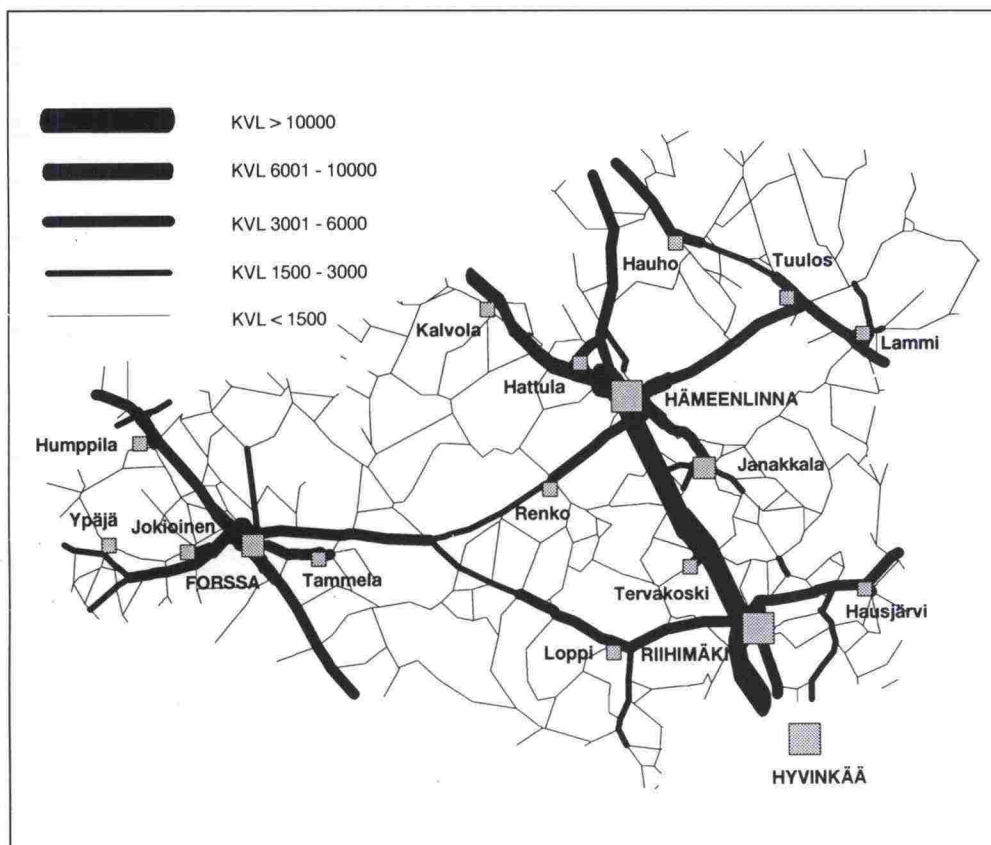 KVL > 10000
KVL 6001 - 10000
KVL 3001 - 6000
KVL 1500 - 3000
KVL < 1500
Hauho
Tuulos
Kalvola
Lammi
Hattula
HÄMEENLINNA
Humppila
Janakkala
Renko
Ypäjä
Jokioinen
FORSSA
Tammela
Tervakoski
Hausjärvi
Loppi
RIIHIMÄKI
HYVINKÄÄ